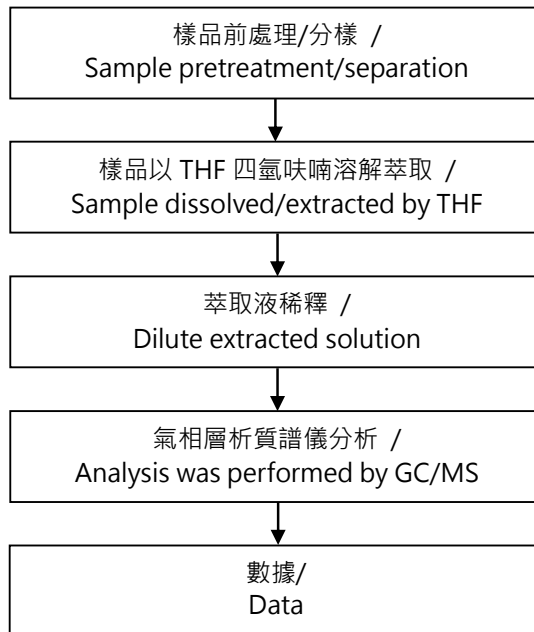 樣品前處理/分樣 /
Sample pretreatment/separation
樣品以 THF 四氫呋喃溶解萃取 /
Sample dissolved/extracted by THF
萃取液稀釋 /
Dilute extracted solution
氣相層析質譜儀分析 /
Analysis was performed by GC/MS
數據/
Data